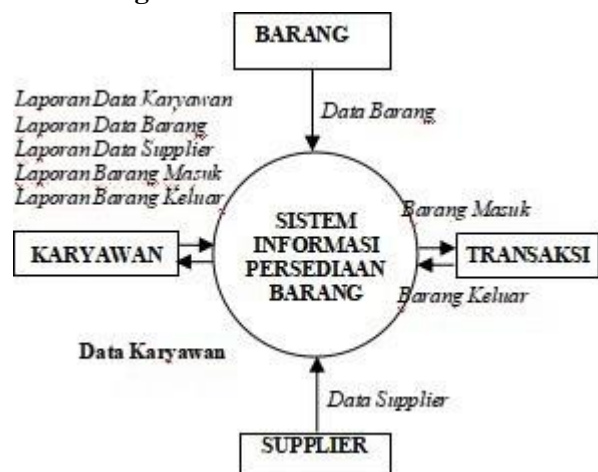 BARANG
Data Barang
Laporan Data Karyawan
Laporan Data Barang
Laporan Data Supplier
Laporan Barang Masuk
Laporan Barang Keluar
KARYAWAN
SISTEM
INFORMASI
PERSEDIAAN
BARANG
Barang Masuk
TRANSAKSI
Barang Keluar
Data Karyawan
Data Supplier
SUPPLIER